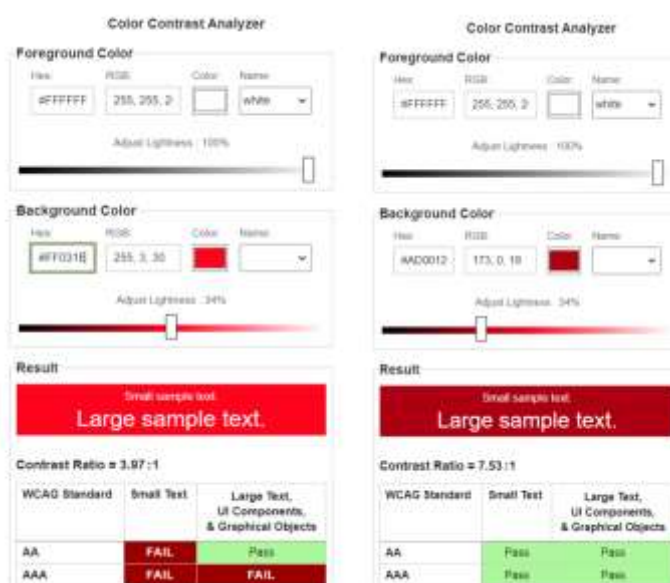 Color Contrast Analyzer
Foreground Color
Hex RGB Color Name
#FFFFFF 255, 255, 2 white
Adjust Lightness : 100%
Background Color
Hex RGB Color Name
#FF031E 255, 3, 30
Adjust Lightness : 34%
Result
Small sample text.
Large sample text.
Contrast Ratio = 3.97:1
WCAG Standard Small Text Large Text,
UI Components,
& Graphical Objects
AA FAIL Pass
AAA FAIL FAIL
Color Contrast Analyzer
Foreground Color
Hex RGB Color Name
#FFFFFF 255, 255, 2 white
Adjust Lightness : 100%
Background Color
Hex RGB Color Name
#AD0012 173, 0, 18
Adjust Lightness : 34%
Result
Small sample text.
Large sample text.
Contrast Ratio = 7.53:1
WCAG Standard Small Text Large Text,
UI Components,
& Graphical Objects
AA Pass Pass
AAA Pass Pass